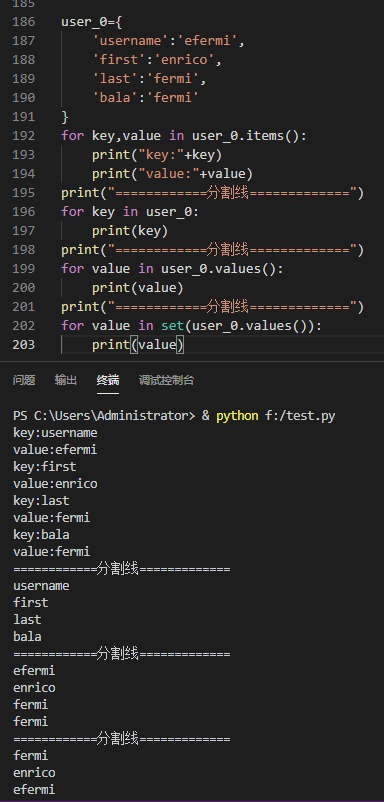 185
186 user_0={
187 'username':'efermi',
188 'first':'enrico',
189 'last':'fermi',
190 'bala':'fermi'
191 }
192 for key,value in user_0.items():
193 print("key:"+key)
194 print("value:"+value)
195 print("============分割线=============")
196 for key in user_0:
197 print(key)
198 print("============分割线=============")
199 for value in user_0.values():
200 print(value)
201 print("============分割线=============")
202 for value in set(user_0.values()):
203 print(value)
问题 输出 终端 调试控制台
PS C:\Users\Administrator> & python f:/test.py
key:username
value:efermi
key:first
value:enrico
key:last
value:fermi
key:bala
value:fermi
============分割线=============
username
first
last
bala
============分割线=============
efermi
enrico
fermi
fermi
============分割线=============
fermi
enrico
efermi